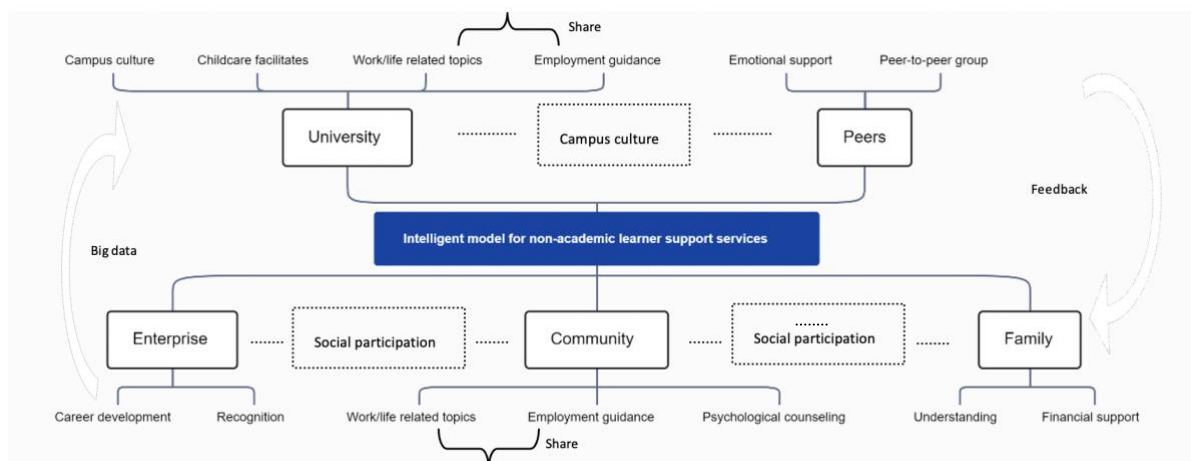 Share
Campus culture
Childcare facilitates
Work/life related topics
Employment guidance
Emotional support
Peer-to-peer group
University
......
Campus culture
......
Peers
Feedback
Intelligent model for non-academic learner support services
Big data
Enterprise
......
Social participation
......
Community
......
.......
Social participation
......
Family
Career development
Recognition
Work/life related topics
Employment guidance
Psychological counseling
Understanding
Financial support
Share